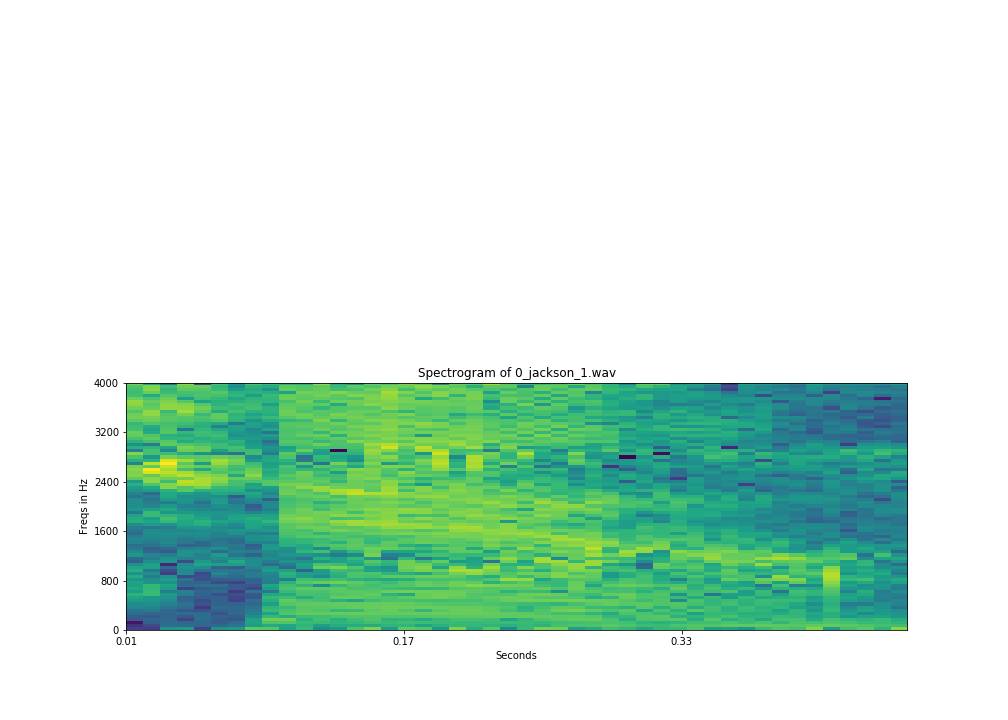 Spectrogram of 0_jackson_1.wav
4000
3200
2400
1600
800
0
Freqs in Hz
0.01 0.17 0.33
Seconds